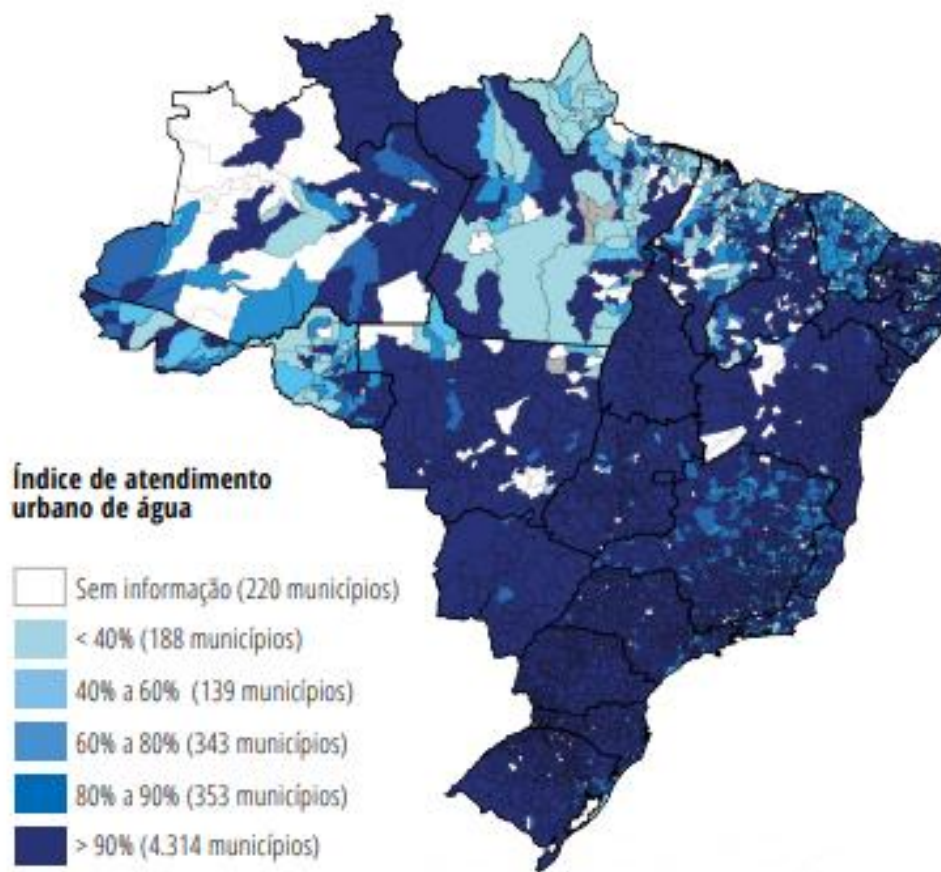 Índice de atendimento
urbano de água
Sem informação (220 municípios)
< 40% (188 municípios)
40% a 60% (139 municípios)
60% a 80% (343 municípios)
80% a 90% (353 municípios)
> 90% (4.314 municípios)